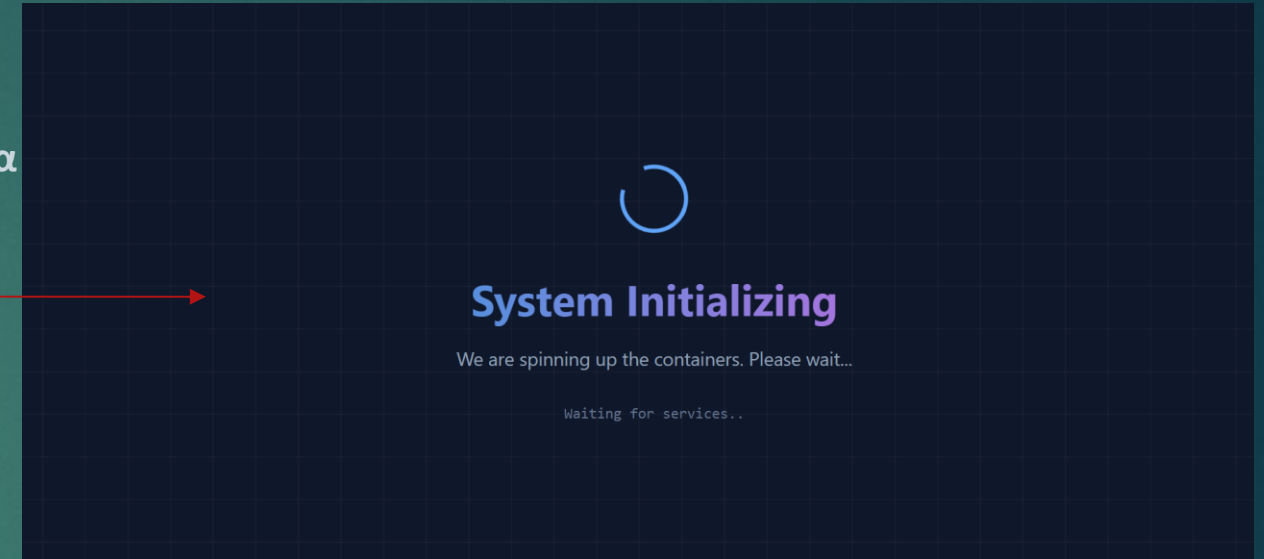 α
System Initializing
We are spinning up the containers. Please wait...
Waiting for services..